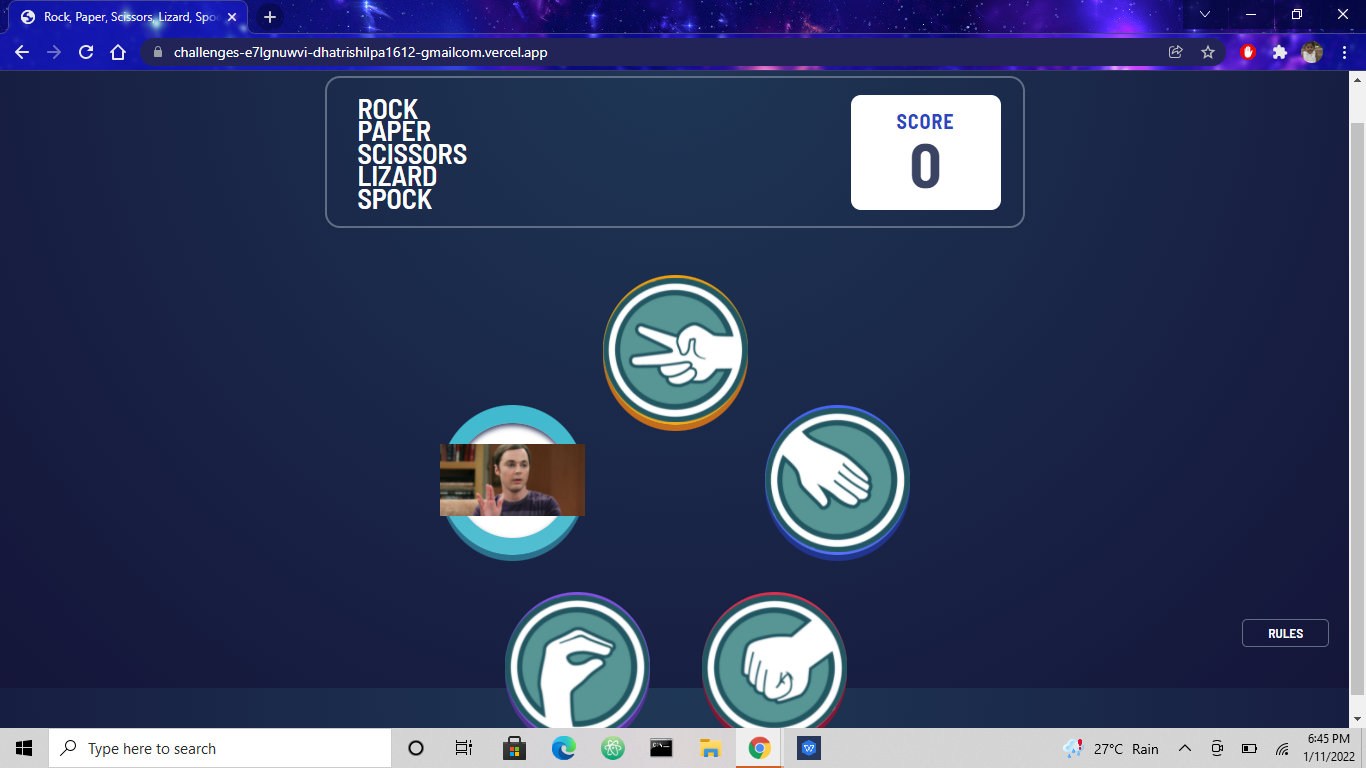 Rock, Paper, Scissors, Lizard, Spo
challenges-e7lgnuwvi-dhatrishilpa1612-gmailcom.vercel.app
ROCK
PAPER
SCISSORS
LIZARD
SPOCK
SCORE
0
RULES
Type here to search
27°C Rain
6:45 PM
1/11/2022